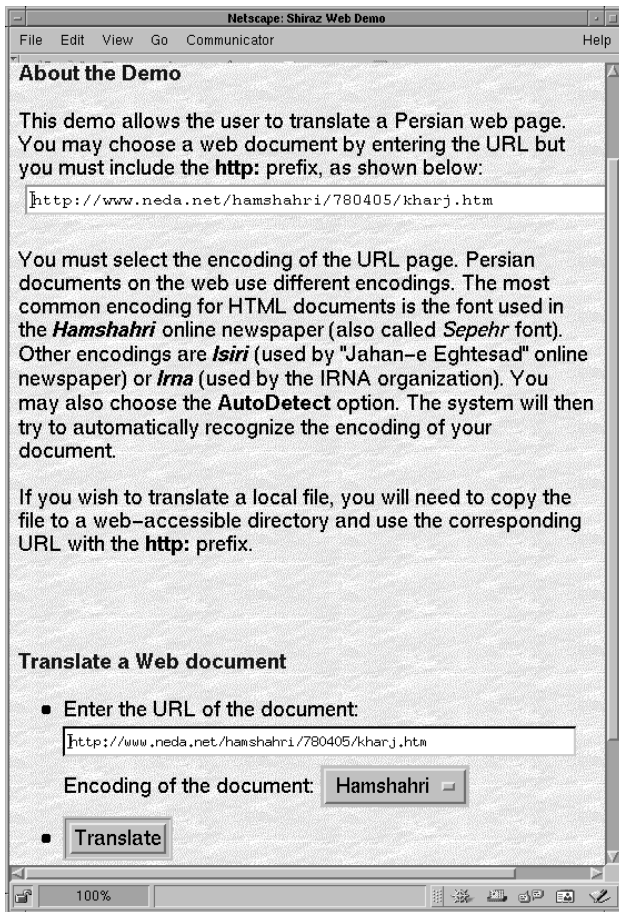 Netscape: Shiraz Web Demo
File Edit View Go Communicator Help
About the Demo
This demo allows the user to translate a Persian web page.
You may choose a web document by entering the URL but
you must include the http: prefix, as shown below:
http://www.neda.net/hamshahri/780405/kharj.htm
You must select the encoding of the URL page. Persian
documents on the web use different encodings. The most
common encoding for HTML documents is the font used in
the Hamshahri online newspaper (also called Sepehr font).
Other encodings are Isiri (used by "Jahan-e Eghtesad" online
newspaper) or Irna (used by the IRNA organization). You
may also choose the AutoDetect option. The system will then
try to automatically recognize the encoding of your
document.
If you wish to translate a local file, you will need to copy the
file to a web-accessible directory and use the corresponding
URL with the http: prefix.
Translate a Web document
Enter the URL of the document:
http://www.neda.net/hamshahri/780405/kharj.htm
Encoding of the document: Hamshahri
Translate
100%